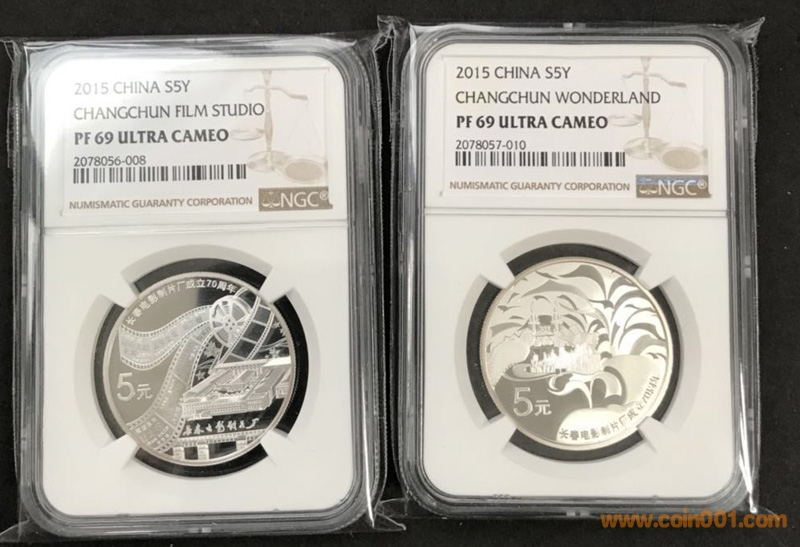 2015 CHINA S5Y
CHANGCHUN FILM STUDIO
PF 69 ULTRA CAMEO
2078056-008
NUMISMATIC GUARANTY CORPORATION
NGC®
长春电影制片厂成立70周年
5元
长春电影制片厂
2015 CHINA S5Y
CHANGCHUN WONDERLAND
PF 69 ULTRA CAMEO
2078057-010
NUMISMATIC GUARANTY CORPORATION
NGC®
5元
长春电影制片厂成立70周年
www.coin001.com